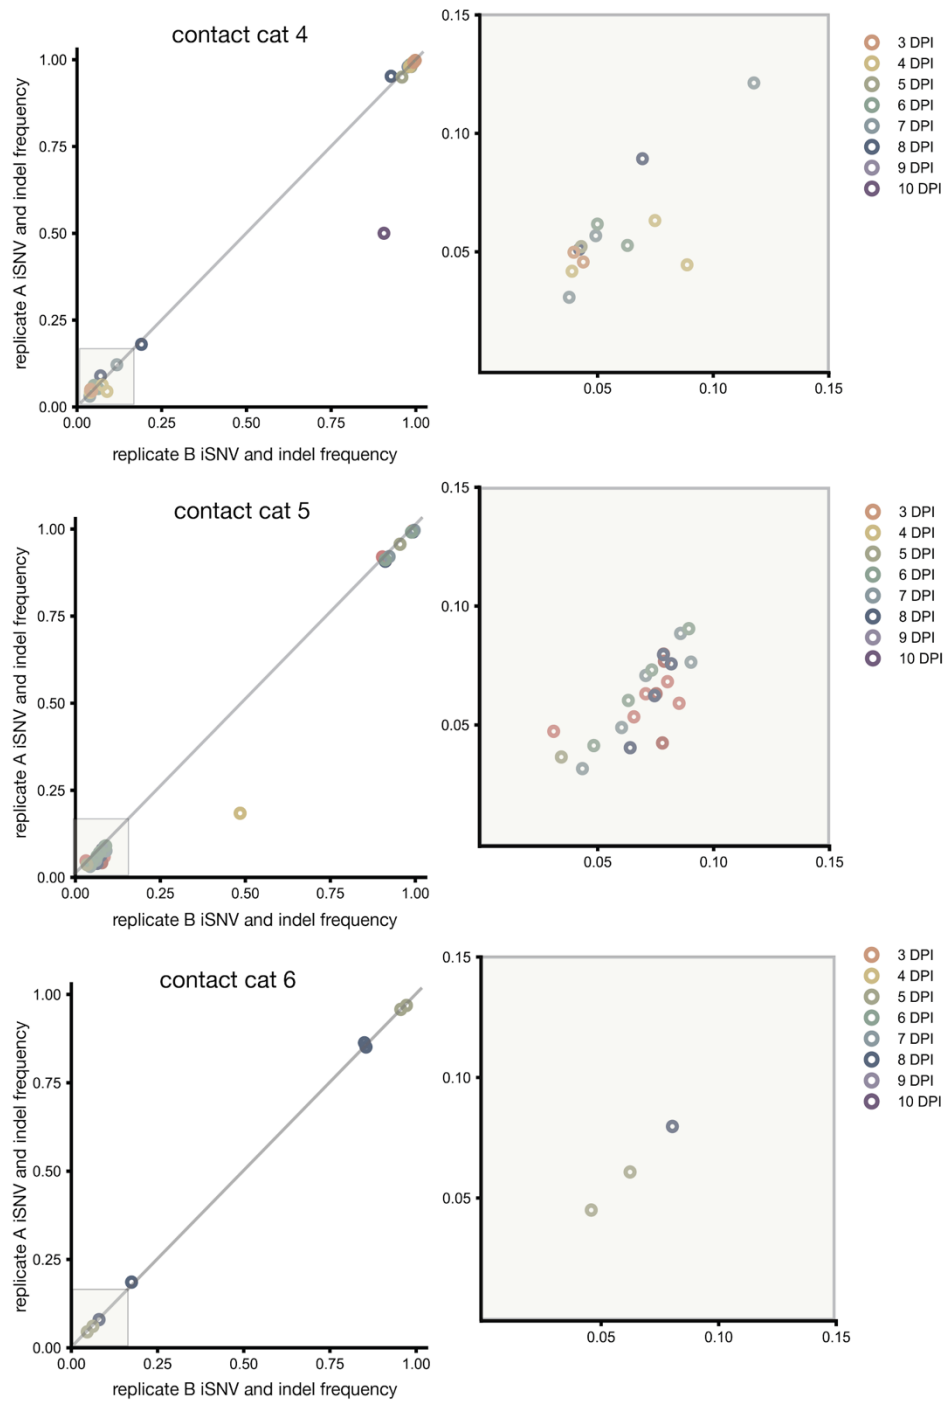 contact cat 4
replicate A iSNV and indel frequency
1.00
0.75
0.50
0.25
0.00
0.00 0.25 0.50 0.75 1.00
replicate B iSNV and indel frequency
0.15
0.10
0.05
0.05 0.10 0.15
3 DPI
4 DPI
5 DPI
6 DPI
7 DPI
8 DPI
9 DPI
10 DPI
contact cat 5
replicate A iSNV and indel frequency
1.00
0.75
0.50
0.25
0.00
0.00 0.25 0.50 0.75 1.00
replicate B iSNV and indel frequency
0.15
0.10
0.05
0.05 0.10 0.15
3 DPI
4 DPI
5 DPI
6 DPI
7 DPI
8 DPI
9 DPI
10 DPI
contact cat 6
replicate A iSNV and indel frequency
1.00
0.75
0.50
0.25
0.00
0.00 0.25 0.50 0.75 1.00
replicate B iSNV and indel frequency
0.15
0.10
0.05
0.05 0.10 0.15
3 DPI
4 DPI
5 DPI
6 DPI
7 DPI
8 DPI
9 DPI
10 DPI